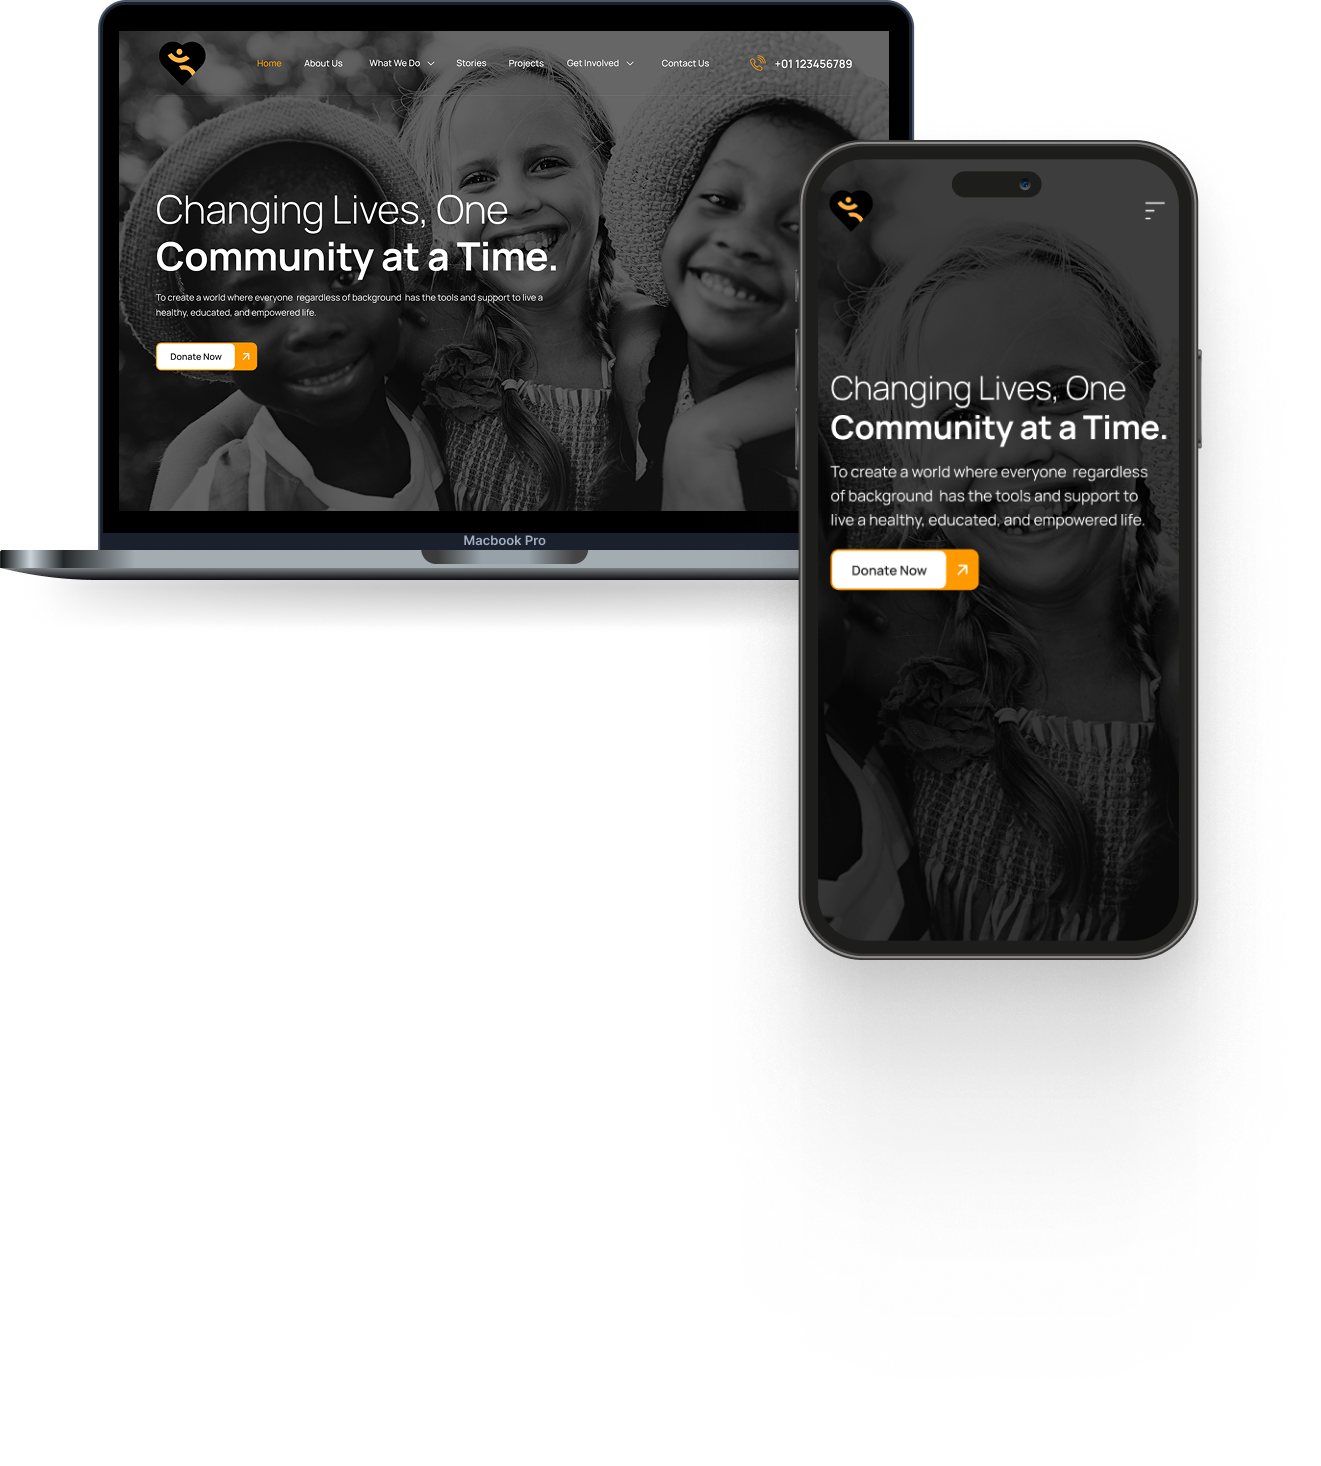 Home About Us What We Do Stories Projects Get Involved Contact Us +01 123456789
Changing Lives, One
Community at a Time.
To create a world where everyone regardless of background has the tools and support to live a
healthy, educated, and empowered life.
Donate Now
Macbook Pro
Changing Lives, One
Community at a Time.
To create a world where everyone regardless
of background has the tools and support to
live a healthy, educated, and empowered life.
Donate Now